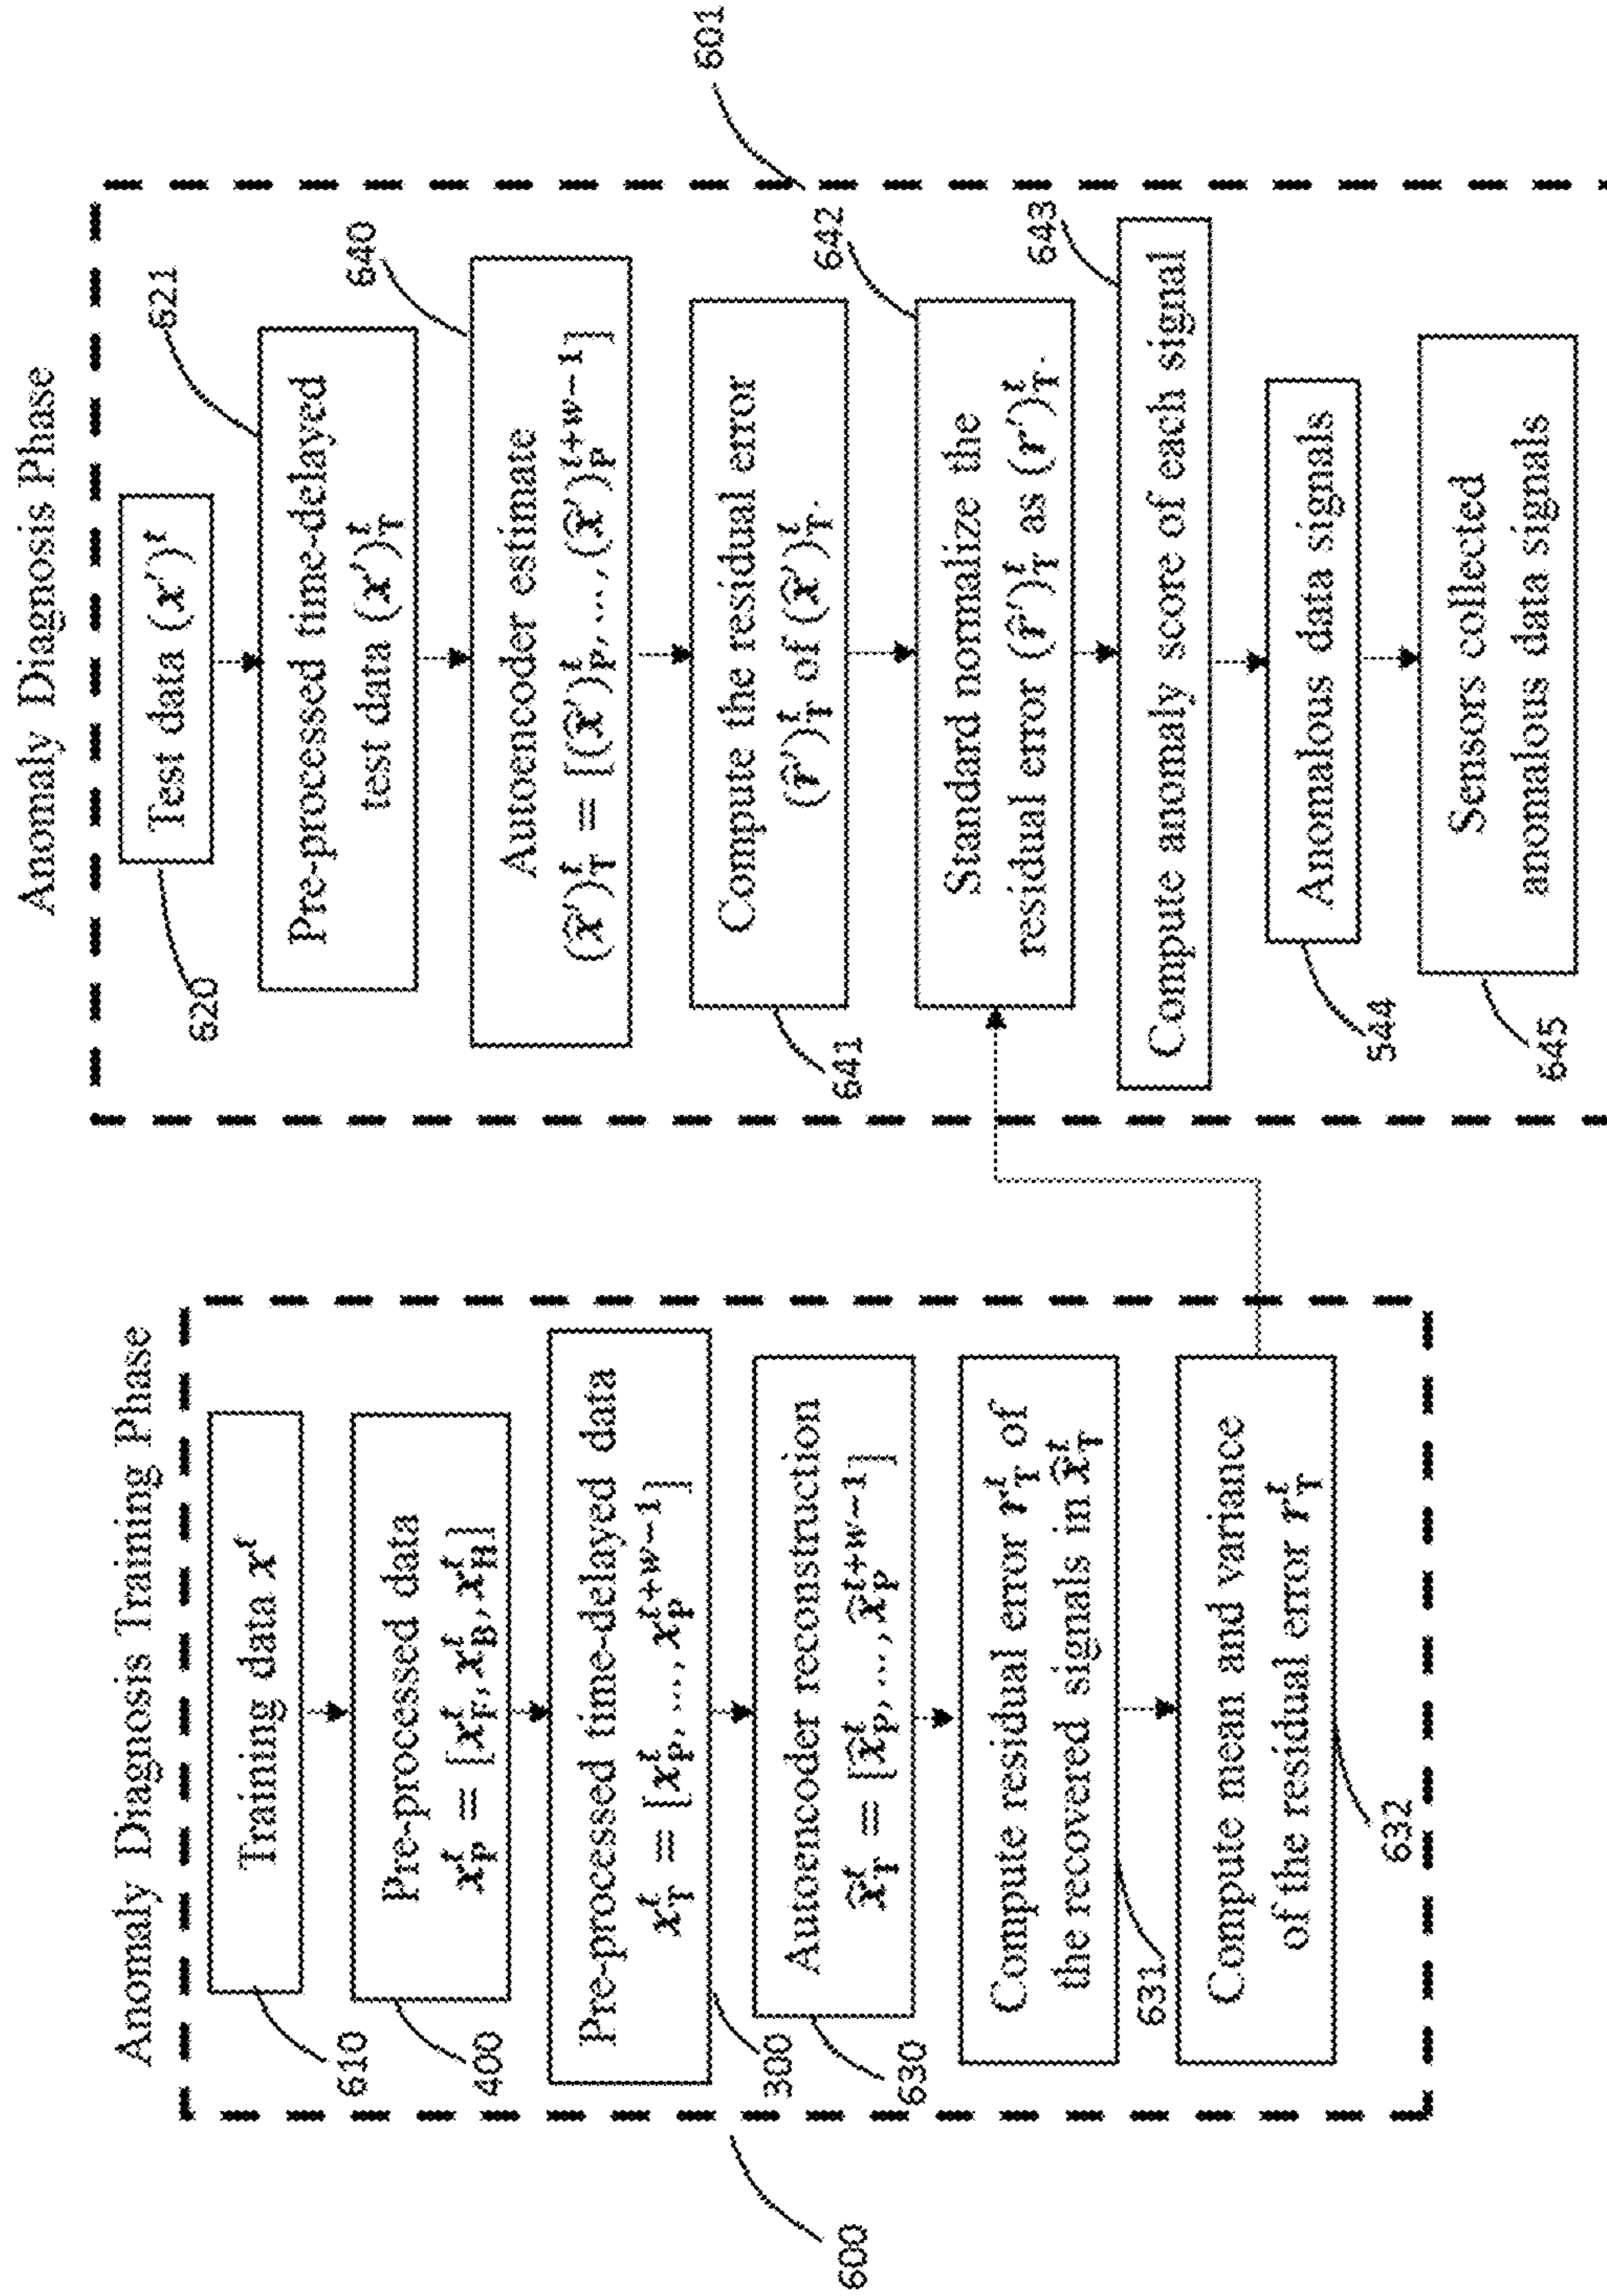 Anomaly Diagnosis Training Phase
Training data xᵗ
610
Pre-processed data
x_P^t = [x_F^t, x_B^t, x_H^t]
400
Pre-processed time-delayed data
x_T^t = [x_P^t, ..., x_P^{t+w−1}]
300
Autoencoder reconstruction
x̂_T^t = [x̂_P^t, ..., x̂_P^{t+w−1}]
630
Compute residual error r_T^t of
the recovered signals in x̂_T^t
631
Compute mean and variance
of the residual error r_T^t
632
600
Anomaly Diagnosis Phase
Test data (x′)ᵗ
620
621
Pre-processed time-delayed
test data (x′)_T^t
640
Autoencoder estimate
(x̂′)_T^t = [(x̂′)_P^t, ..., (x̂′)_P^{t+w−1}]
Compute the residual error
(r̂′)_T^t of (x̂′)_T^t.
641
642
Standard normalize the
residual error (r̂′)_T^t as (r′)_T^t.
643
Compute anomaly score of each signal
Anomalous data signals
544
Sensors collected
anomalous data signals
645
601